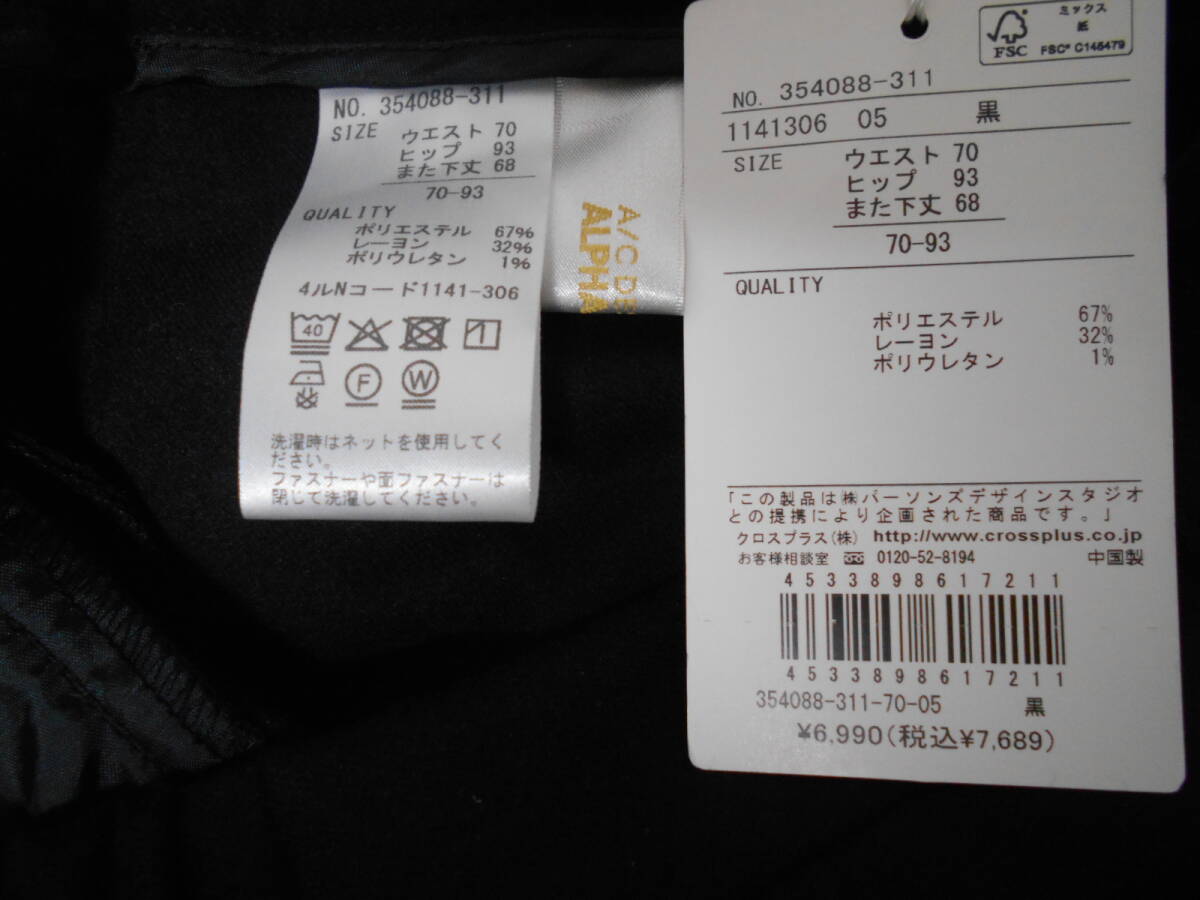 NO. 354088-311
SIZE ウエスト 70
ヒップ 93
また下丈 68
70-93
QUALITY
ポリエステル 67%
レーヨン 32%
ポリウレタン 1%
4ルNコード1141-306
40
1
F W
洗濯時はネットを使用してく
ださい。
ファスナーや面ファスナーは
閉じて洗濯してください。
A/C DE
ALPHA
FSC
ミックス
紙
FSC® C145479
NO. 354088-311
1141306 05 黒
SIZE ウエスト 70
ヒップ 93
また下丈 68
70-93
QUALITY
ポリエステル 67%
レーヨン 32%
ポリウレタン 1%
「この製品は㈱パーソンズデザインスタジオ
との提携により企画された商品です。」
クロスプラス(株) http://www.crossplus.co.jp
お客様相談室 0120-52-8194 中国製
4533898617211
4533898617211
354088-311-70-05 黒
¥6,990(税込¥7,689)